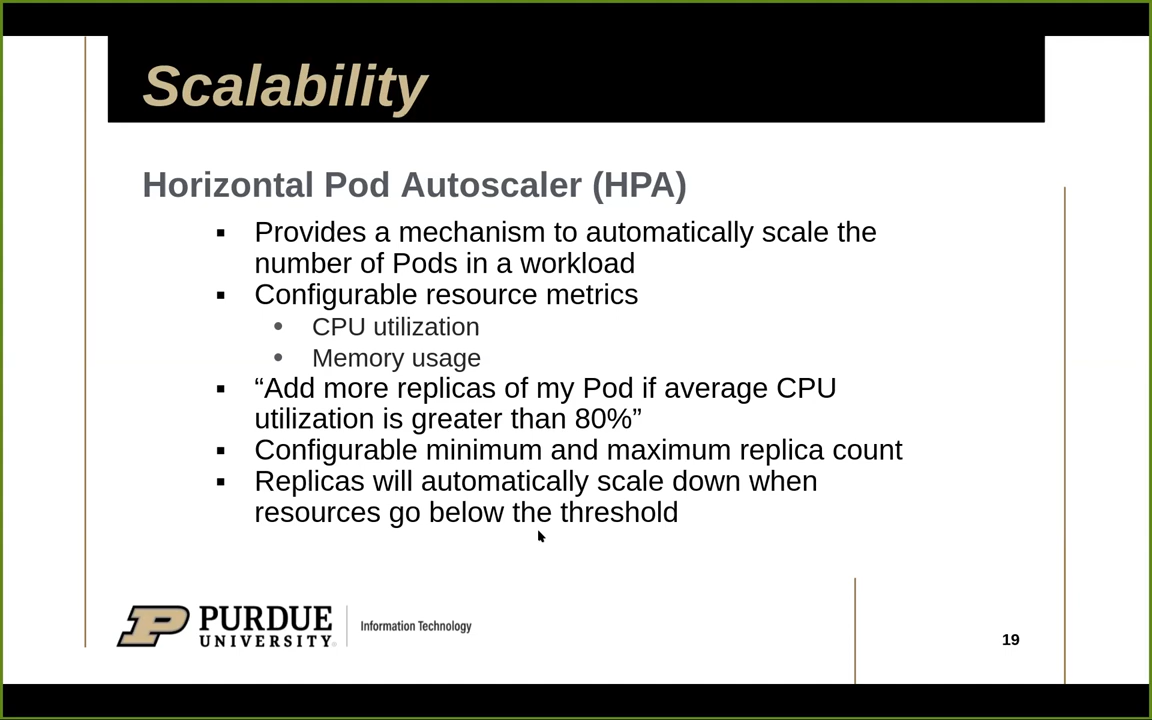 Scalability
Horizontal Pod Autoscaler (HPA)
▪ Provides a mechanism to automatically scale the
number of Pods in a workload
▪ Configurable resource metrics
• CPU utilization
• Memory usage
▪ “Add more replicas of my Pod if average CPU
utilization is greater than 80%”
▪ Configurable minimum and maximum replica count
▪ Replicas will automatically scale down when
resources go below the threshold
PURDUE
UNIVERSITY®
Information Technology
19